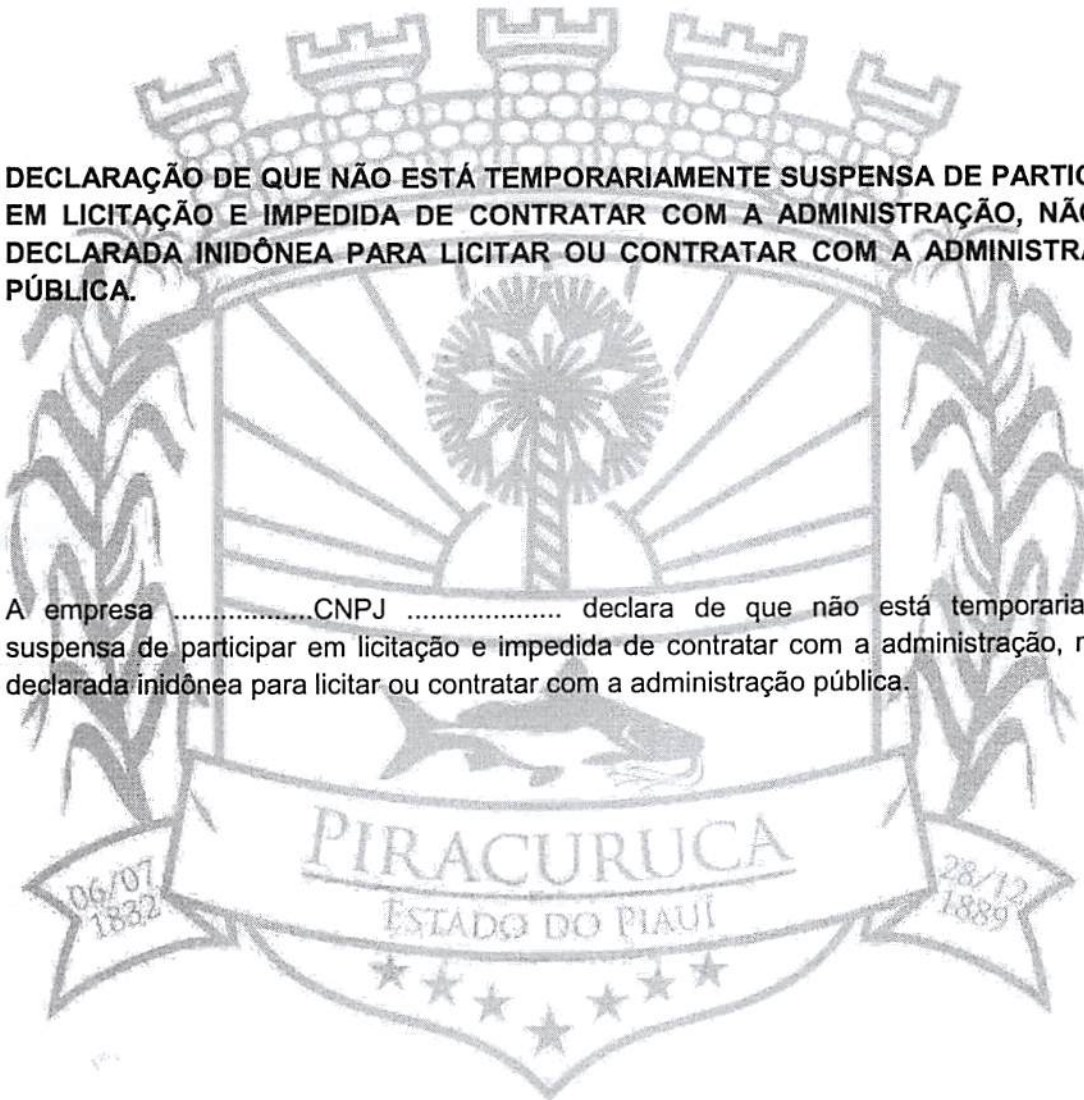 DECLARAÇÃO DE QUE NÃO ESTÁ TEMPORARIAMENTE SUSPENSA DE PARTIC
EM LICITAÇÃO E IMPEDIDA DE CONTRATAR COM A ADMINISTRAÇÃO, NÃO
DECLARADA INIDÔNEA PARA LICITAR OU CONTRATAR COM A ADMINISTRA
PÚBLICA.
A empresa ..................CNPJ .................... declara de que não está temporaria
suspensa de participar em licitação e impedida de contratar com a administração,
declarada inidônea para licitar ou contratar com a administração pública.
PIRACURUCA
ESTADO DO PIAUÍ
06/07
1832
28/12
1889